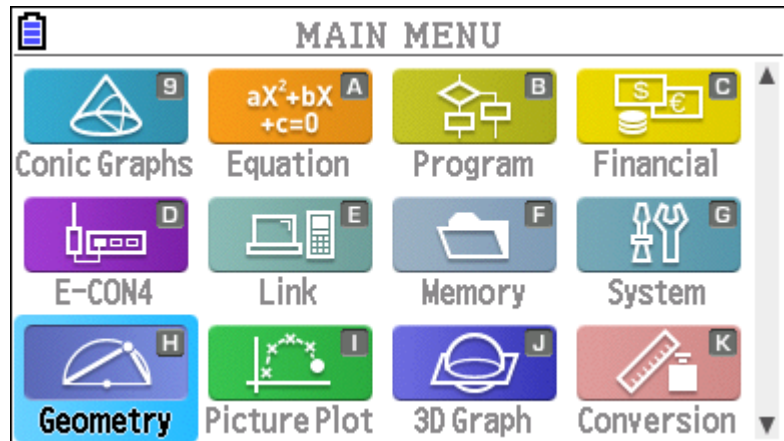 MAIN MENU
9 A B C
aX²+bX
+c=0
$ €
Conic Graphs Equation Program Financial
D E F G
E-CON4 Link Memory System
H I J K
Geometry Picture Plot 3D Graph Conversion